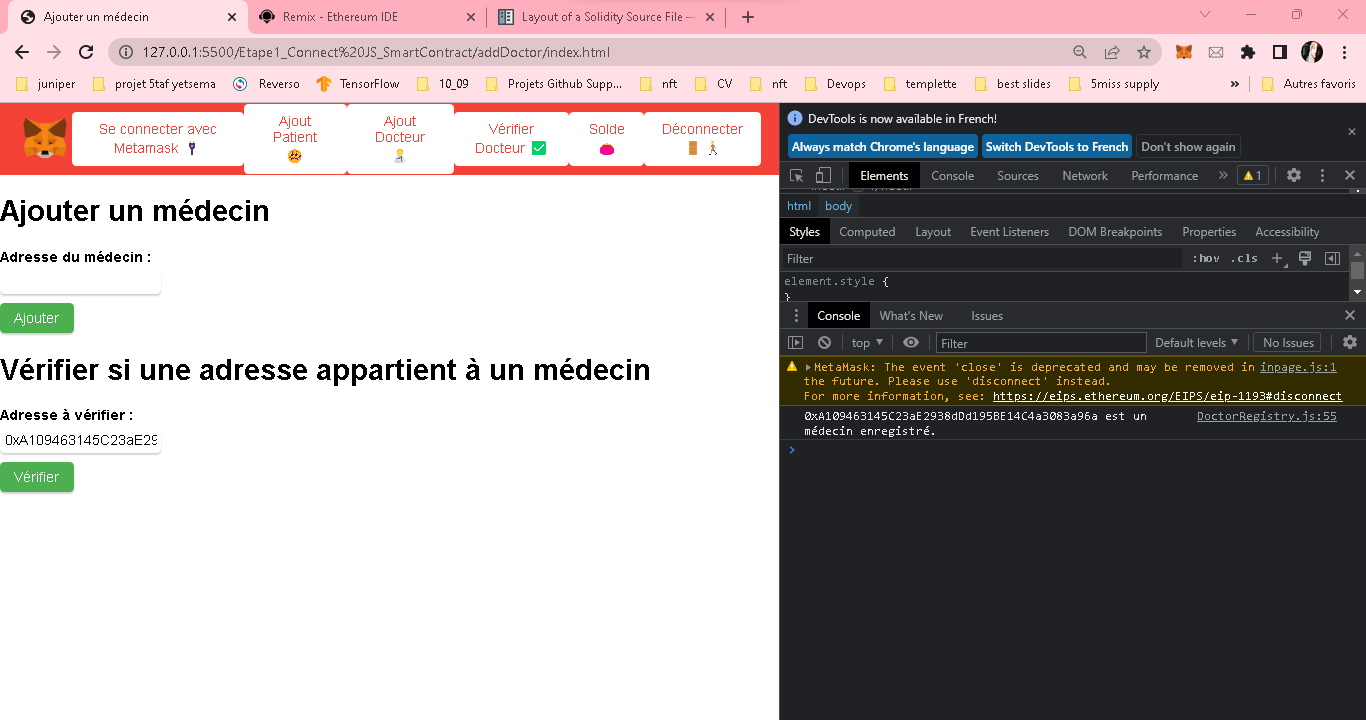 Ajouter un médecin
Remix - Ethereum IDE
Layout of a Solidity Source File —
127.0.0.1:5500/Etape1_Connect%20JS_SmartContract/addDoctor/index.html
juniper
projet 5taf yetsema
Reverso
TensorFlow
10_09
Projets Github Supp...
nft
CV
nft
Devops
templette
best slides
5miss supply
»
Autres favoris
Se connecter avec
Metamask
Ajout
Patient
Ajout
Docteur
Vérifier
Docteur
Solde
Déconnecter
Ajouter un médecin
Adresse du médecin :
Ajouter
Vérifier si une adresse appartient à un médecin
Adresse à vérifier :
0xA109463145C23aE29
Vérifier
DevTools is now available in French!
Always match Chrome's language
Switch DevTools to French
Don't show again
Elements
Console
Sources
Network
Performance
»
1
html
body
Styles
Computed
Layout
Event Listeners
DOM Breakpoints
Properties
Accessibility
Filter
:hov
.cls
element.style {
}
Console
What's New
Issues
top
Filter
Default levels
No Issues
MetaMask: The event 'close' is deprecated and may be removed in
inpage.js:1
the future. Please use 'disconnect' instead.
For more information, see: https://eips.ethereum.org/EIPS/eip-1193#disconnect
0xA109463145C23aE2938dDd195BE14C4a3083a96a est un
DoctorRegistry.js:55
médecin enregistré.